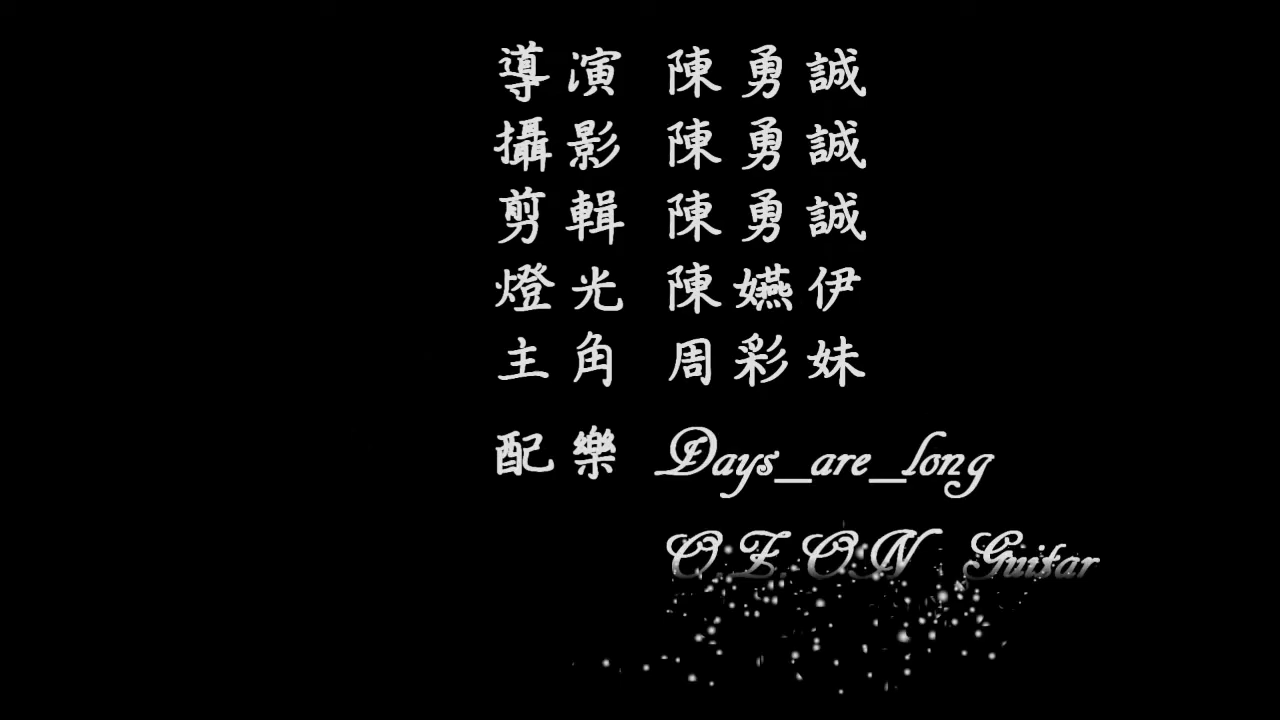 導演 陳勇誠
攝影 陳勇誠
剪輯 陳勇誠
燈光 陳嬿伊
主角 周彩妹
配樂 Days_are_long
OZON Guitar